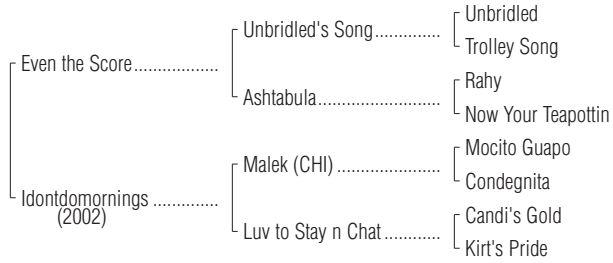 Unbridled
Unbridled's Song..............
Trolley Song
Even the Score.................
Rahy
Ashtabula.........................
Now Your Teapottin
Mocito Guapo
Malek (CHI) .....................
Condegnita
Idontdomornings .............
(2002)
Candi's Gold
Luv to Stay n Chat...........
Kirt's Pride